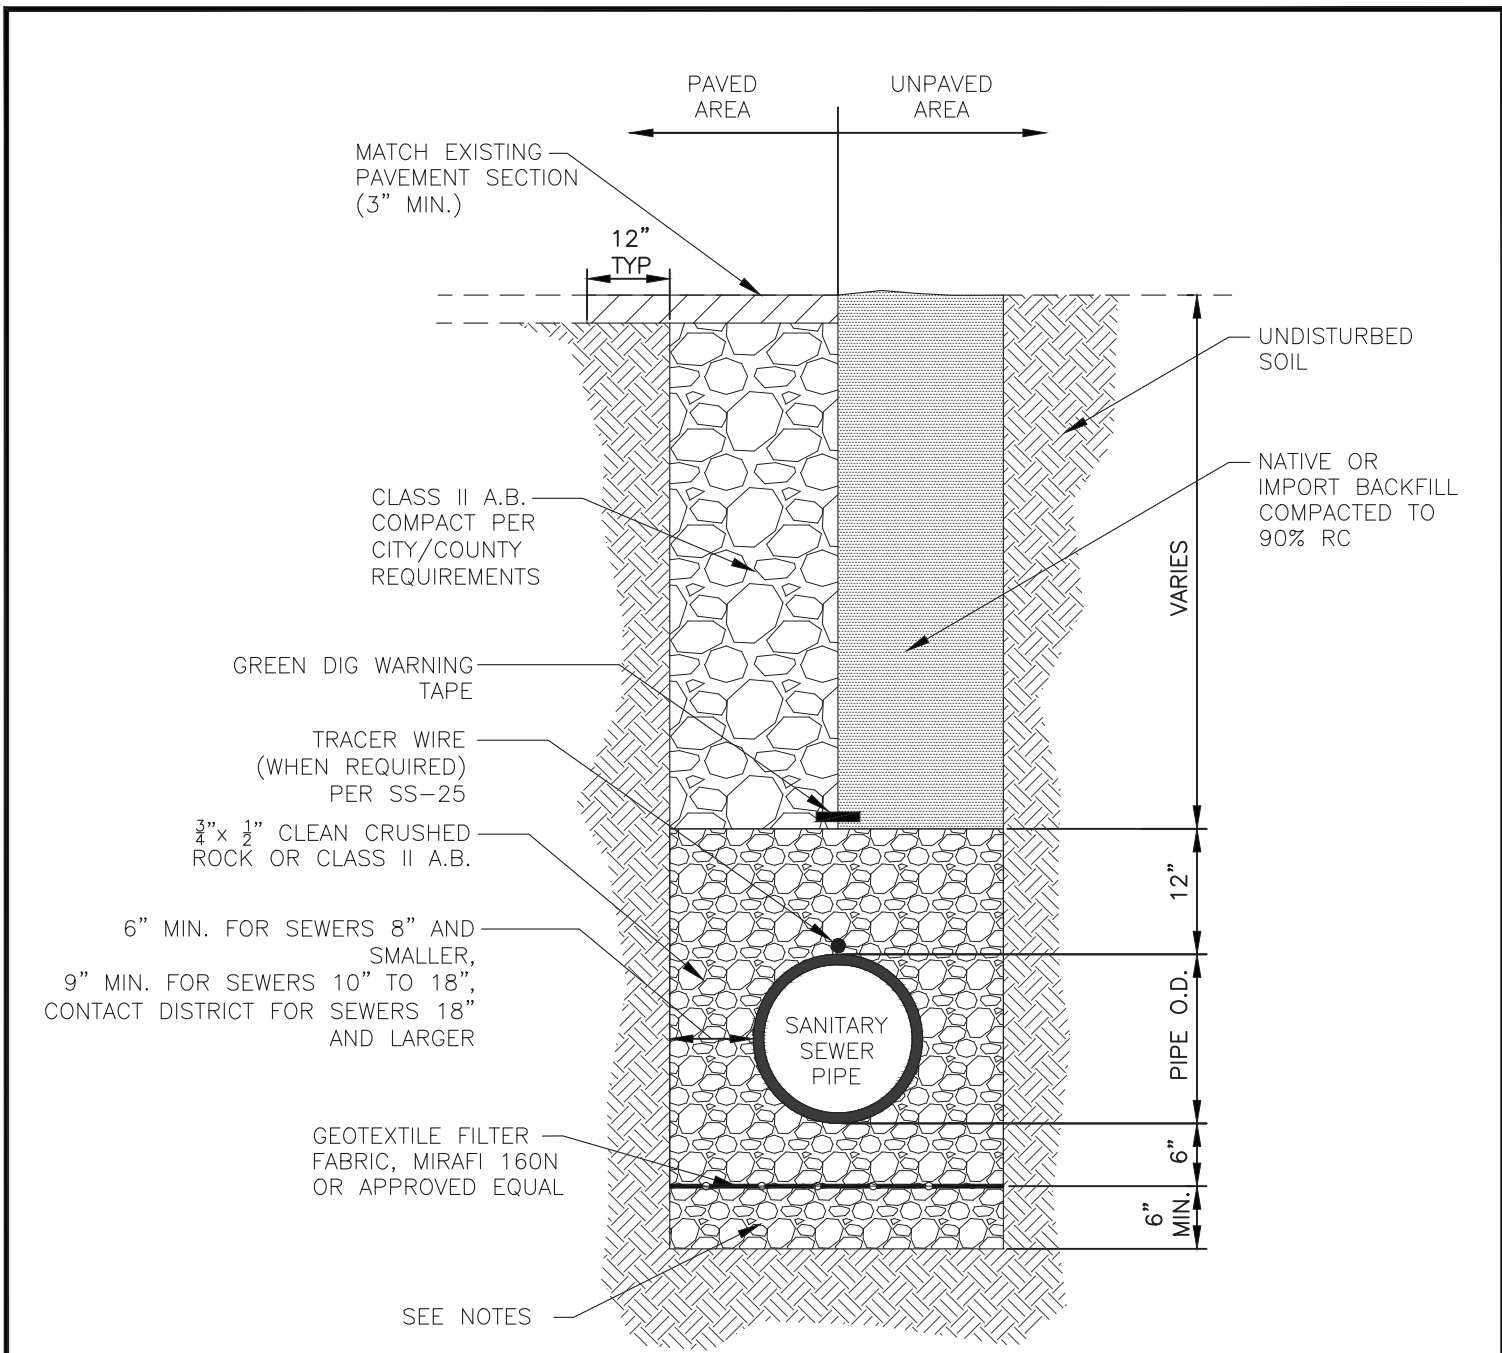 PAVED
AREA
UNPAVED
AREA
MATCH EXISTING
PAVEMENT SECTION
(3” MIN.)
12”
TYP
UNDISTURBED
SOIL
NATIVE OR
IMPORT BACKFILL
COMPACTED TO
90% RC
CLASS II A.B.
COMPACT PER
CITY/COUNTY
REQUIREMENTS
VARIES
GREEN DIG WARNING
TAPE
TRACER WIRE
(WHEN REQUIRED)
PER SS-25
3/4”x 1/2” CLEAN CRUSHED
ROCK OR CLASS II A.B.
12”
6” MIN. FOR SEWERS 8” AND
SMALLER,
9” MIN. FOR SEWERS 10” TO 18”,
CONTACT DISTRICT FOR SEWERS 18”
AND LARGER
SANITARY
SEWER
PIPE
PIPE O.D.
GEOTEXTILE FILTER
FABRIC, MIRAFI 160N
OR APPROVED EQUAL
6”
6”
MIN.
SEE NOTES